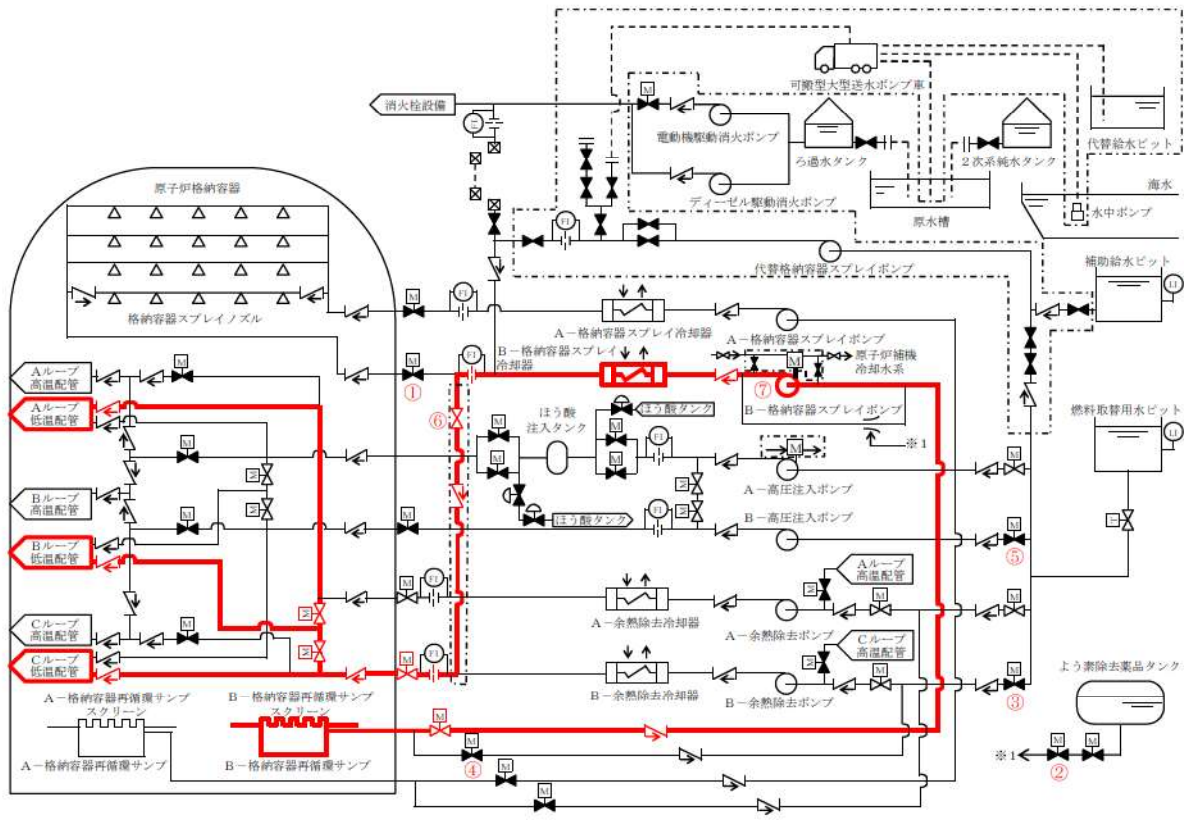 可搬型大型送水ポンプ車
消火栓設備
M
FI
電動機駆動消火ポンプ
ろ過水タンク
2次系純水タンク
代替給水ピット
ディーゼル駆動消火ポンプ
原水槽
海水
水中ポンプ
FI
代替格納容器スプレイポンプ
補助給水ピット
LI
原子炉格納容器
格納容器スプレイノズル
M
FI
A-格納容器スプレイ冷却器
A-格納容器スプレイポンプ
M
①
FI
B-格納容器スプレイ
冷却器
M
原子炉補機
冷却水系
⑦
B-格納容器スプレイポンプ
※1
燃料取替用水ピット
LI
Aループ
高温配管
M
Aループ
低温配管
⑥
ほう酸
注入タンク
ほう酸タンク
M
M
M
M
M
FI
M
M
M
A-高圧注入ポンプ
M
M
Bループ
高温配管
M
M
ほう酸タンク
FI
M
B-高圧注入ポンプ
M
⑤
T
Bループ
低温配管
Aループ
高温配管
M
M
FI
A-余熱除去冷却器
A-余熱除去ポンプ
M
M
Cループ
高温配管
M
M
Cループ
高温配管
Cループ
低温配管
M
M
FI
B-余熱除去冷却器
B-余熱除去ポンプ
M
M
③
よう素除去薬品タンク
A-格納容器再循環サンプ
スクリーン
B-格納容器再循環サンプ
スクリーン
M
A-格納容器再循環サンプ
B-格納容器再循環サンプ
M
④
M
M
※1
M
M
②